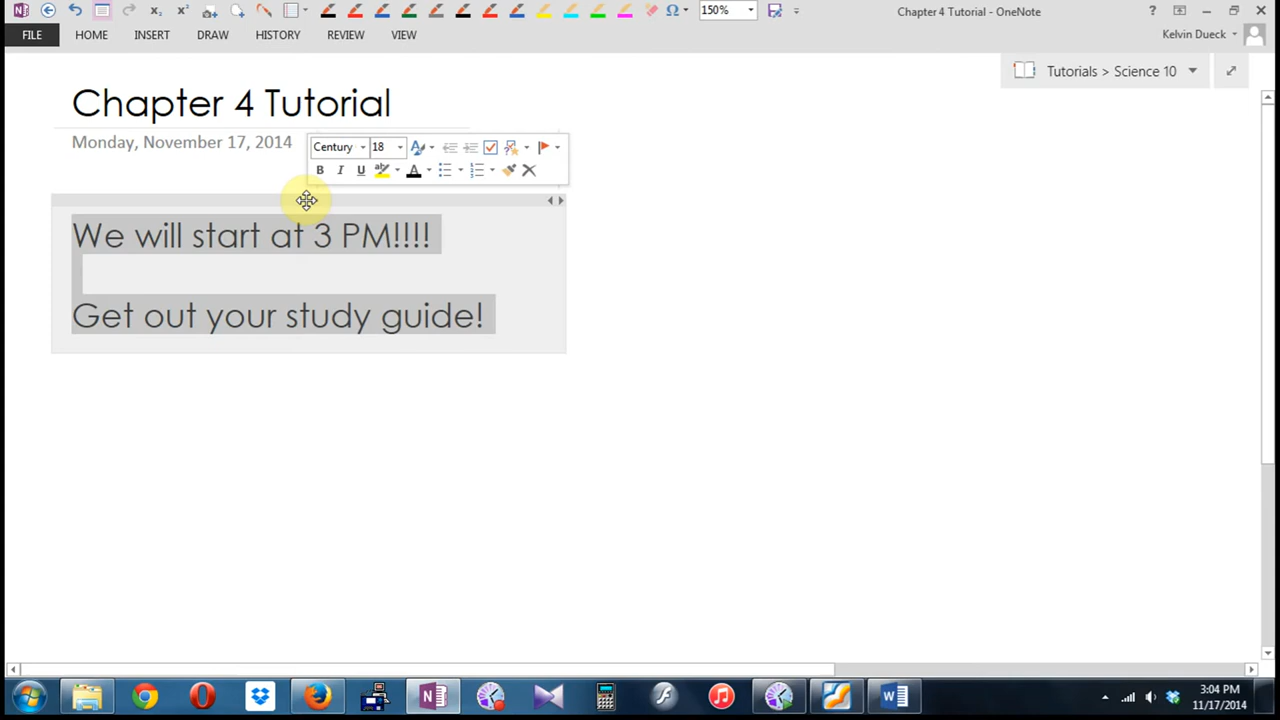 150%
Chapter 4 Tutorial - OneNote
FILE HOME INSERT DRAW HISTORY REVIEW VIEW
Kelvin Dueck
Tutorials > Science 10
Chapter 4 Tutorial
Monday, November 17, 2014
Century 18
B I U
We will start at 3 PM!!!!
Get out your study guide!
3:04 PM
11/17/2014